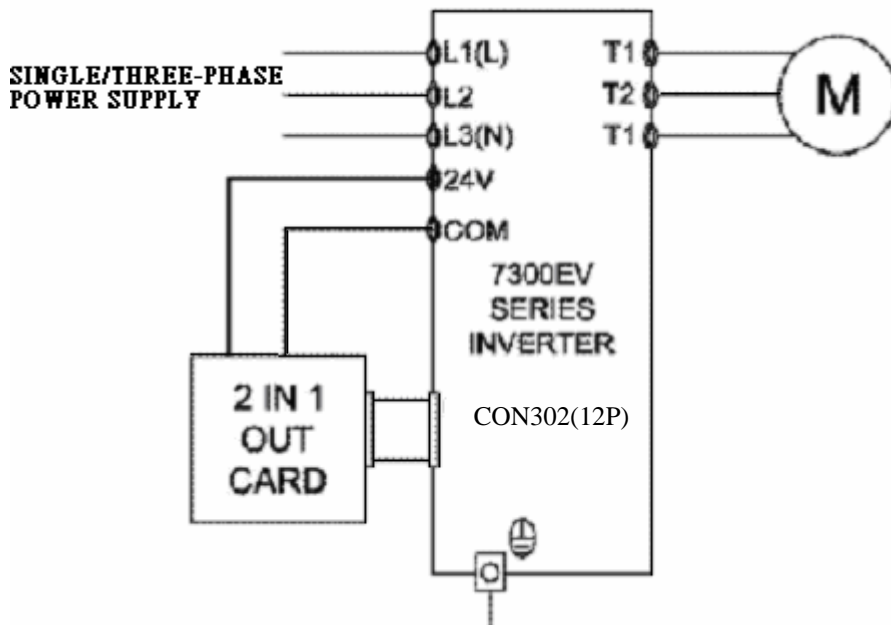 SINGLE/THREE-PHASE
POWER SUPPLY
L1(L)
L2
L3(N)
24V
COM
T1
T2
T1
M
7300EV
SERIES
INVERTER
2 IN 1
OUT
CARD
CON302(12P)